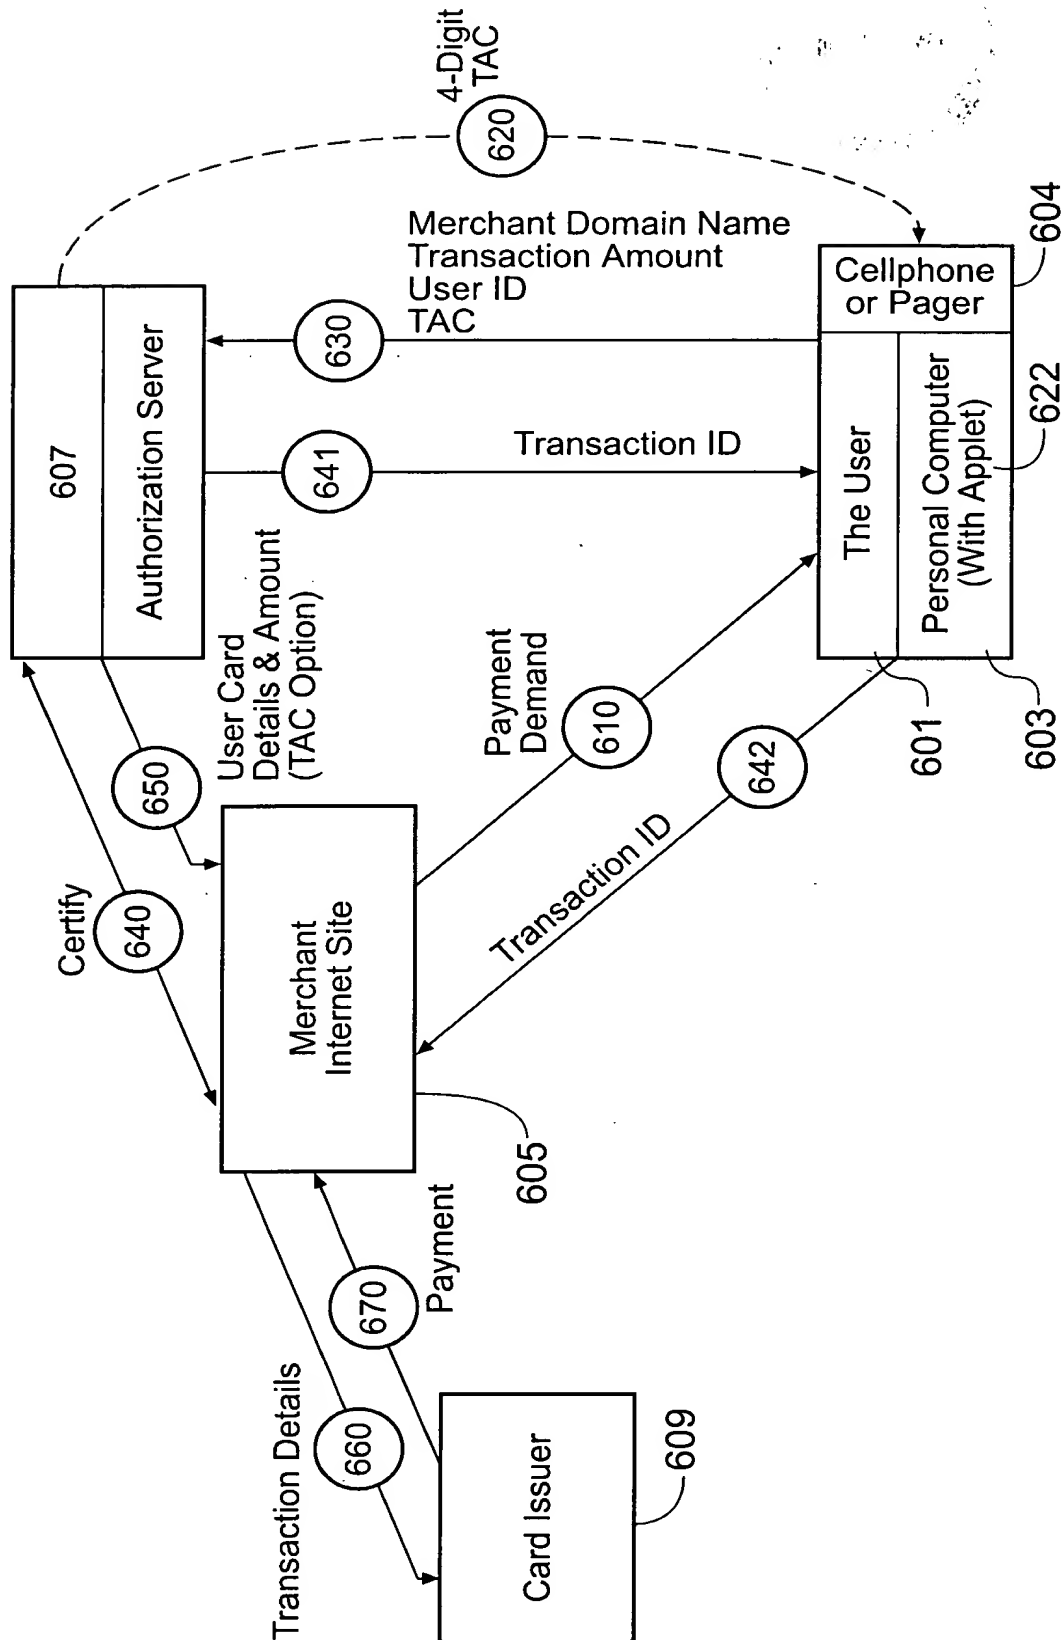 4-Digit
TAC
620
Merchant Domain Name
Transaction Amount
User ID
TAC
630
607
Authorization Server
641
Transaction ID
Cellphone
or Pager
604
The User
Personal Computer
(With Applet)
622
601
603
User Card
Details & Amount
(TAC Option)
650
Payment
Demand
610
642
Transaction ID
Certify
640
Merchant
Internet Site
605
Payment
670
Transaction Details
660
Card Issuer
609